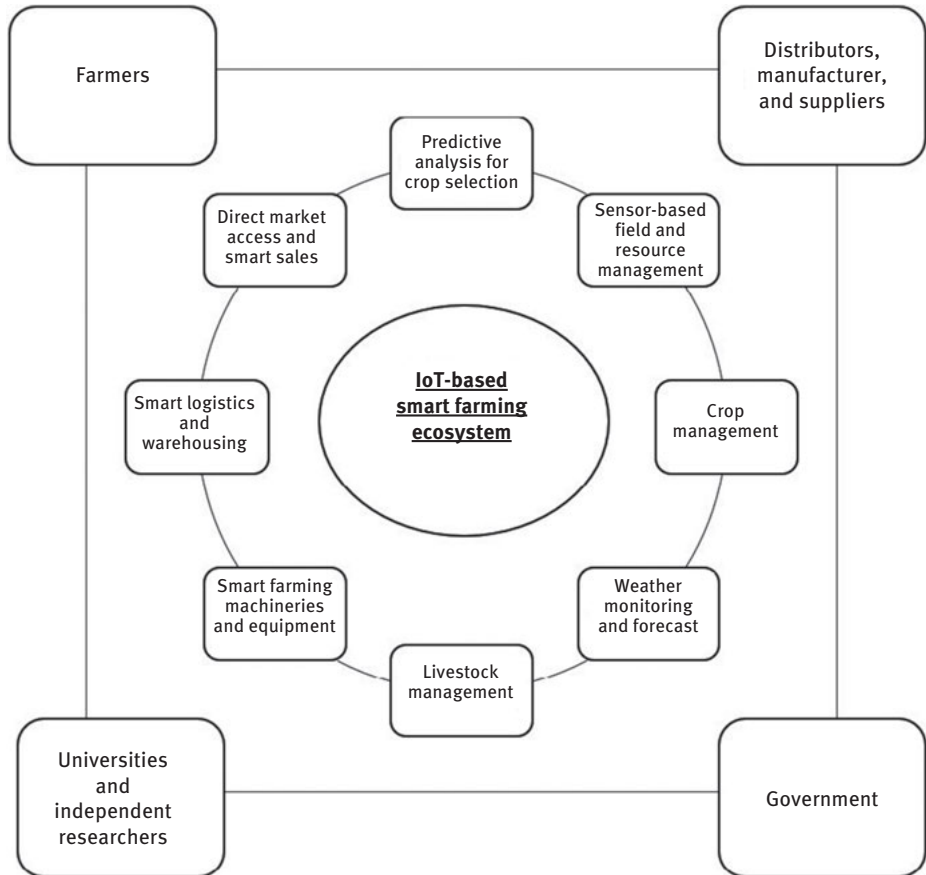 Farmers
Distributors,
manufacturer,
and suppliers
Predictive
analysis for
crop selection
Direct market
access and
smart sales
Sensor-based
field and
resource
management
IoT-based
smart farming
ecosystem
Smart logistics
and
warehousing
Crop
management
Smart farming
machineries
and equipment
Weather
monitoring
and forecast
Livestock
management
Universities
and
independent
researchers
Government